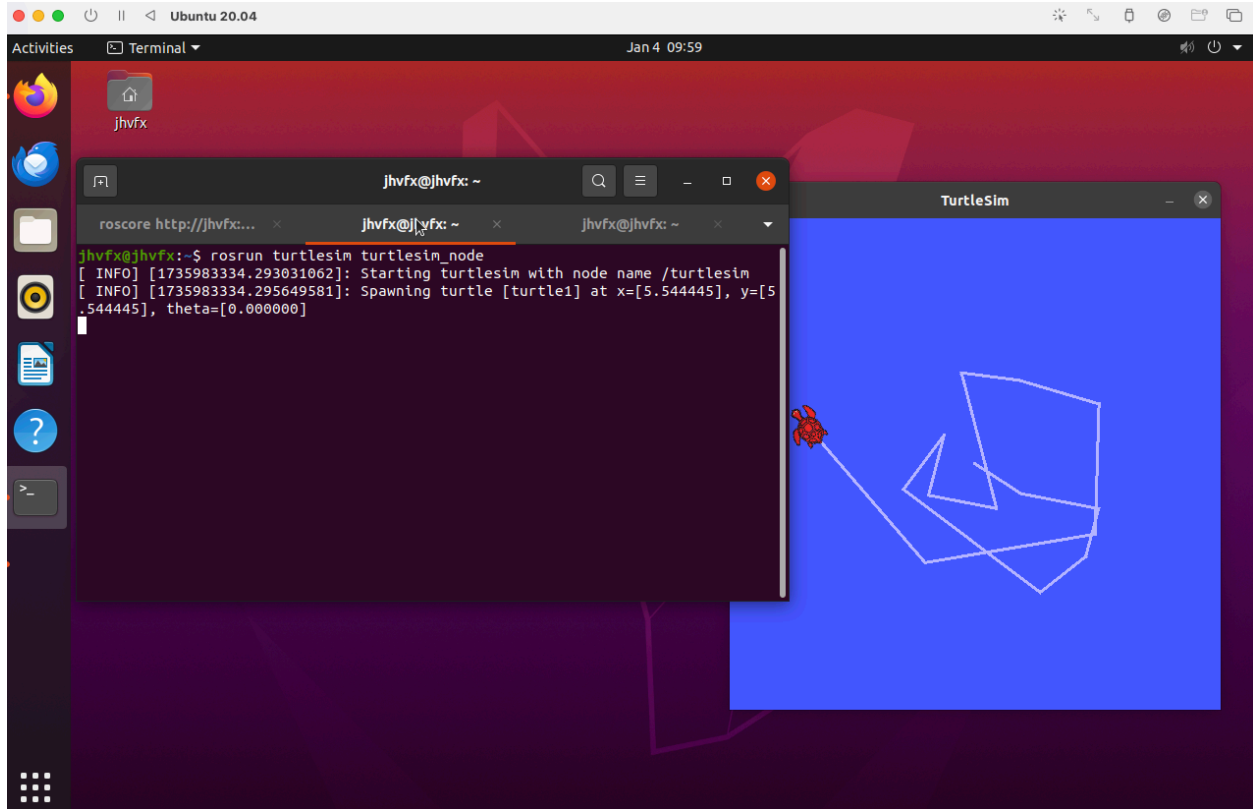 Ubuntu 20.04
Activities Terminal Jan 4 09:59
jhvfx
jhvfx@jhvfx: ~
roscore http://jhvfx:... jhvfx@jhvfx: ~ jhvfx@jhvfx: ~
jhvfx@jhvfx:~$ rosrun turtlesim turtlesim_node
[ INFO] [1735983334.293031062]: Starting turtlesim with node name /turtlesim
[ INFO] [1735983334.295649581]: Spawning turtle [turtle1] at x=[5.544445], y=[5
.544445], theta=[0.000000]
TurtleSim